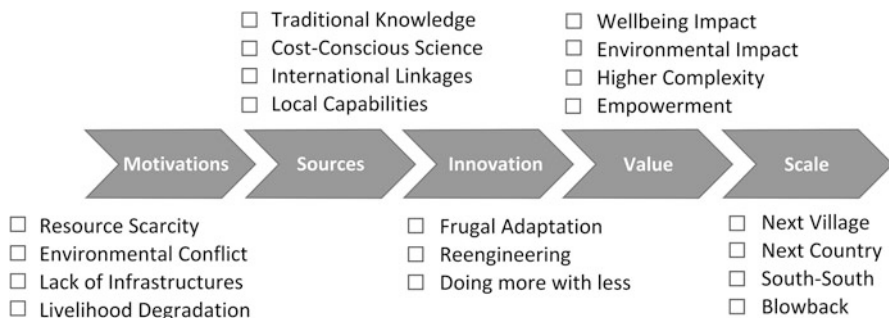 Traditional Knowledge
Cost-Conscious Science
International Linkages
Local Capabilities
Wellbeing Impact
Environmental Impact
Higher Complexity
Empowerment
Motivations
Sources
Innovation
Value
Scale
Resource Scarcity
Environmental Conflict
Lack of Infrastructures
Livelihood Degradation
Frugal Adaptation
Reengineering
Doing more with less
Next Village
Next Country
South-South
Blowback